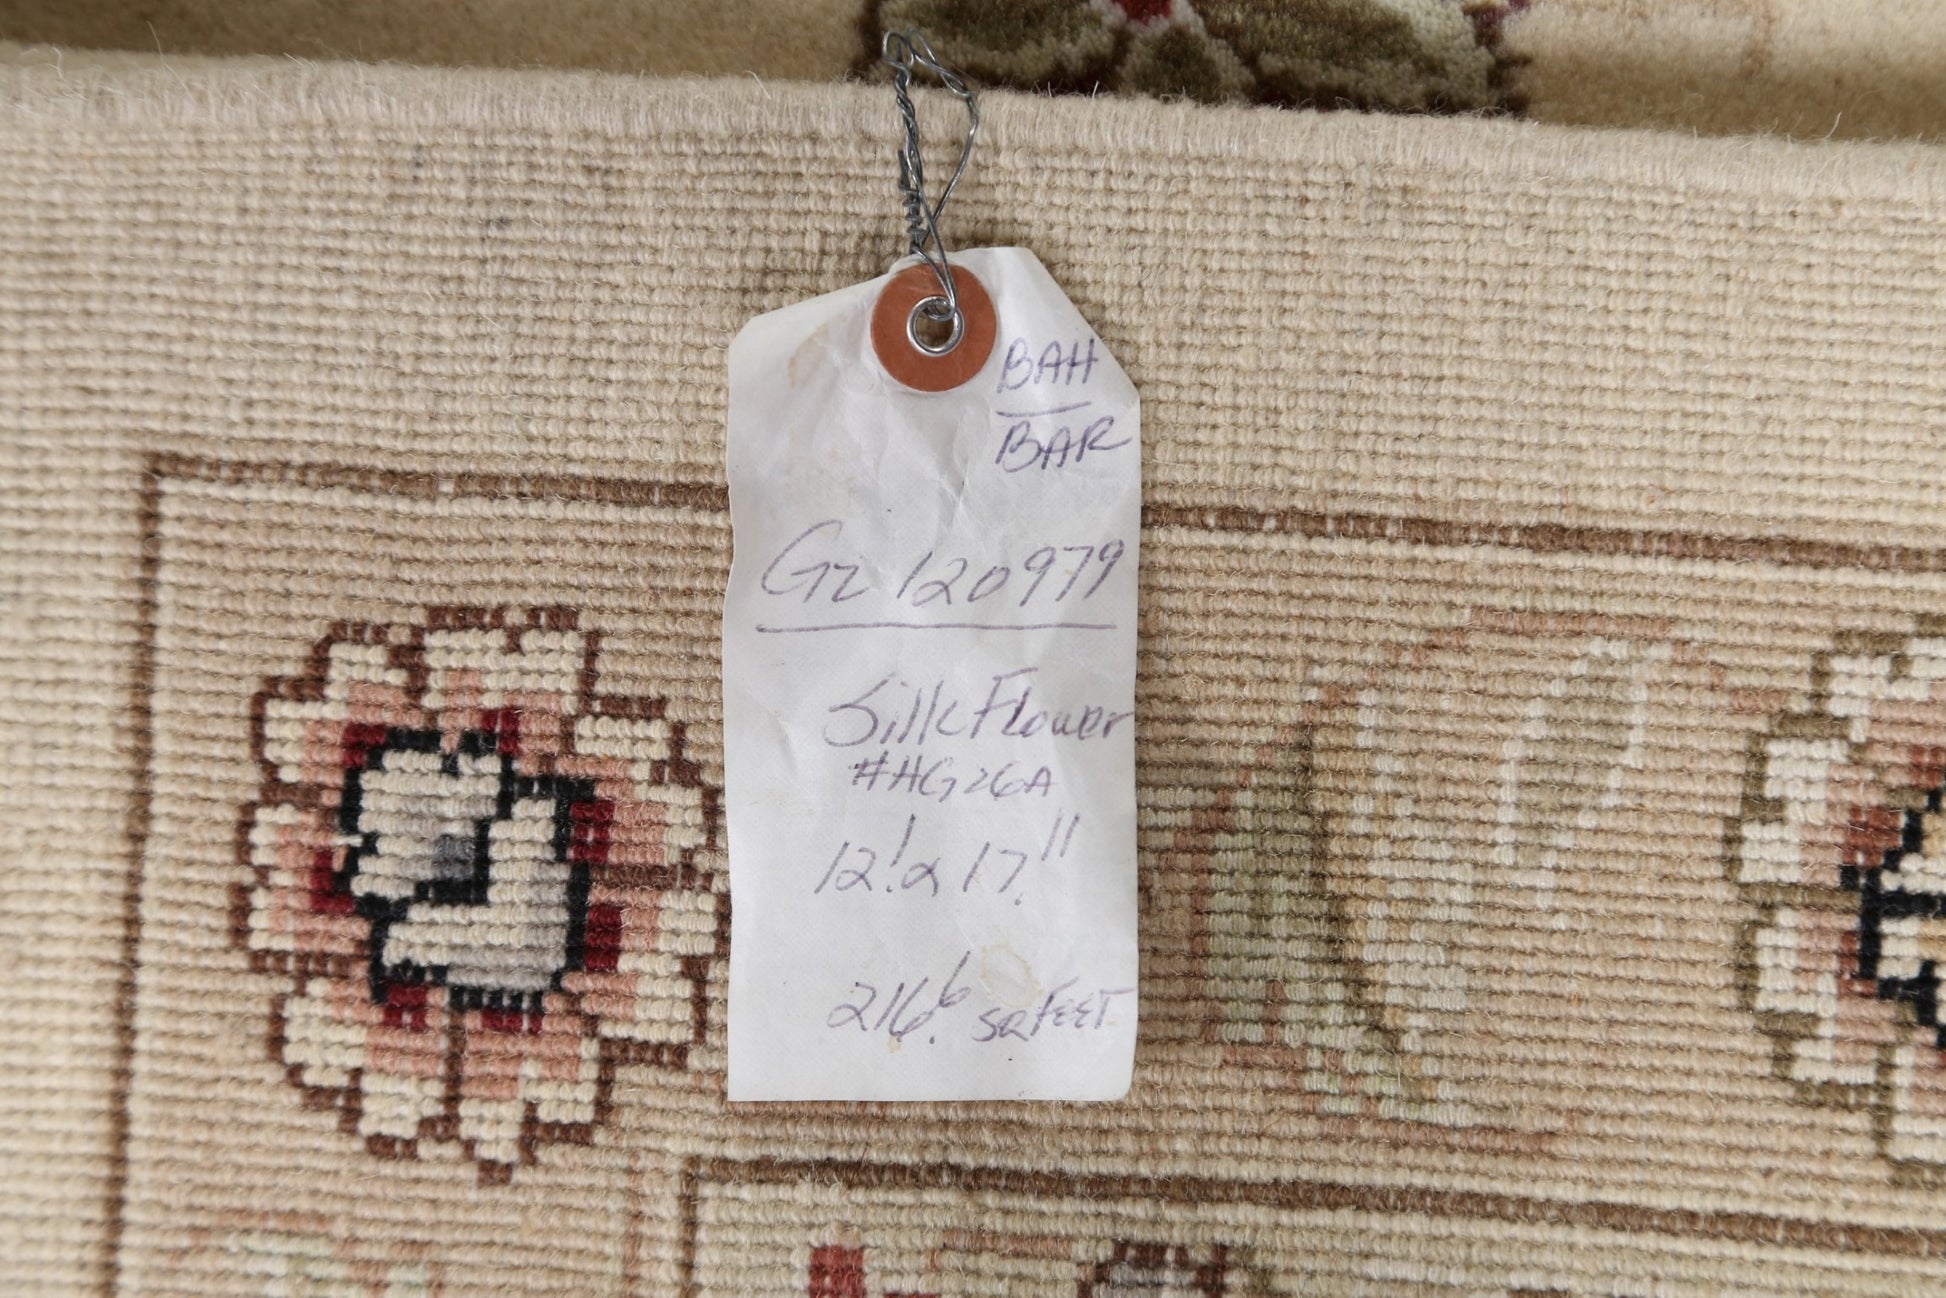 BAH
BAR
GZ 120979
Silk Flower
#HG26A
12.' x 17.''
216.6 SQ FEET